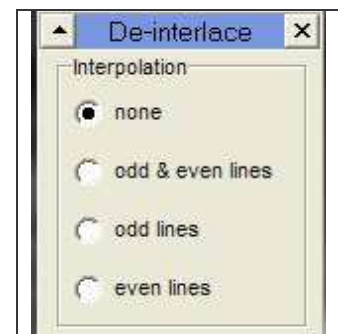 De-interlace
Interpolation
none
odd & even lines
odd lines
even lines